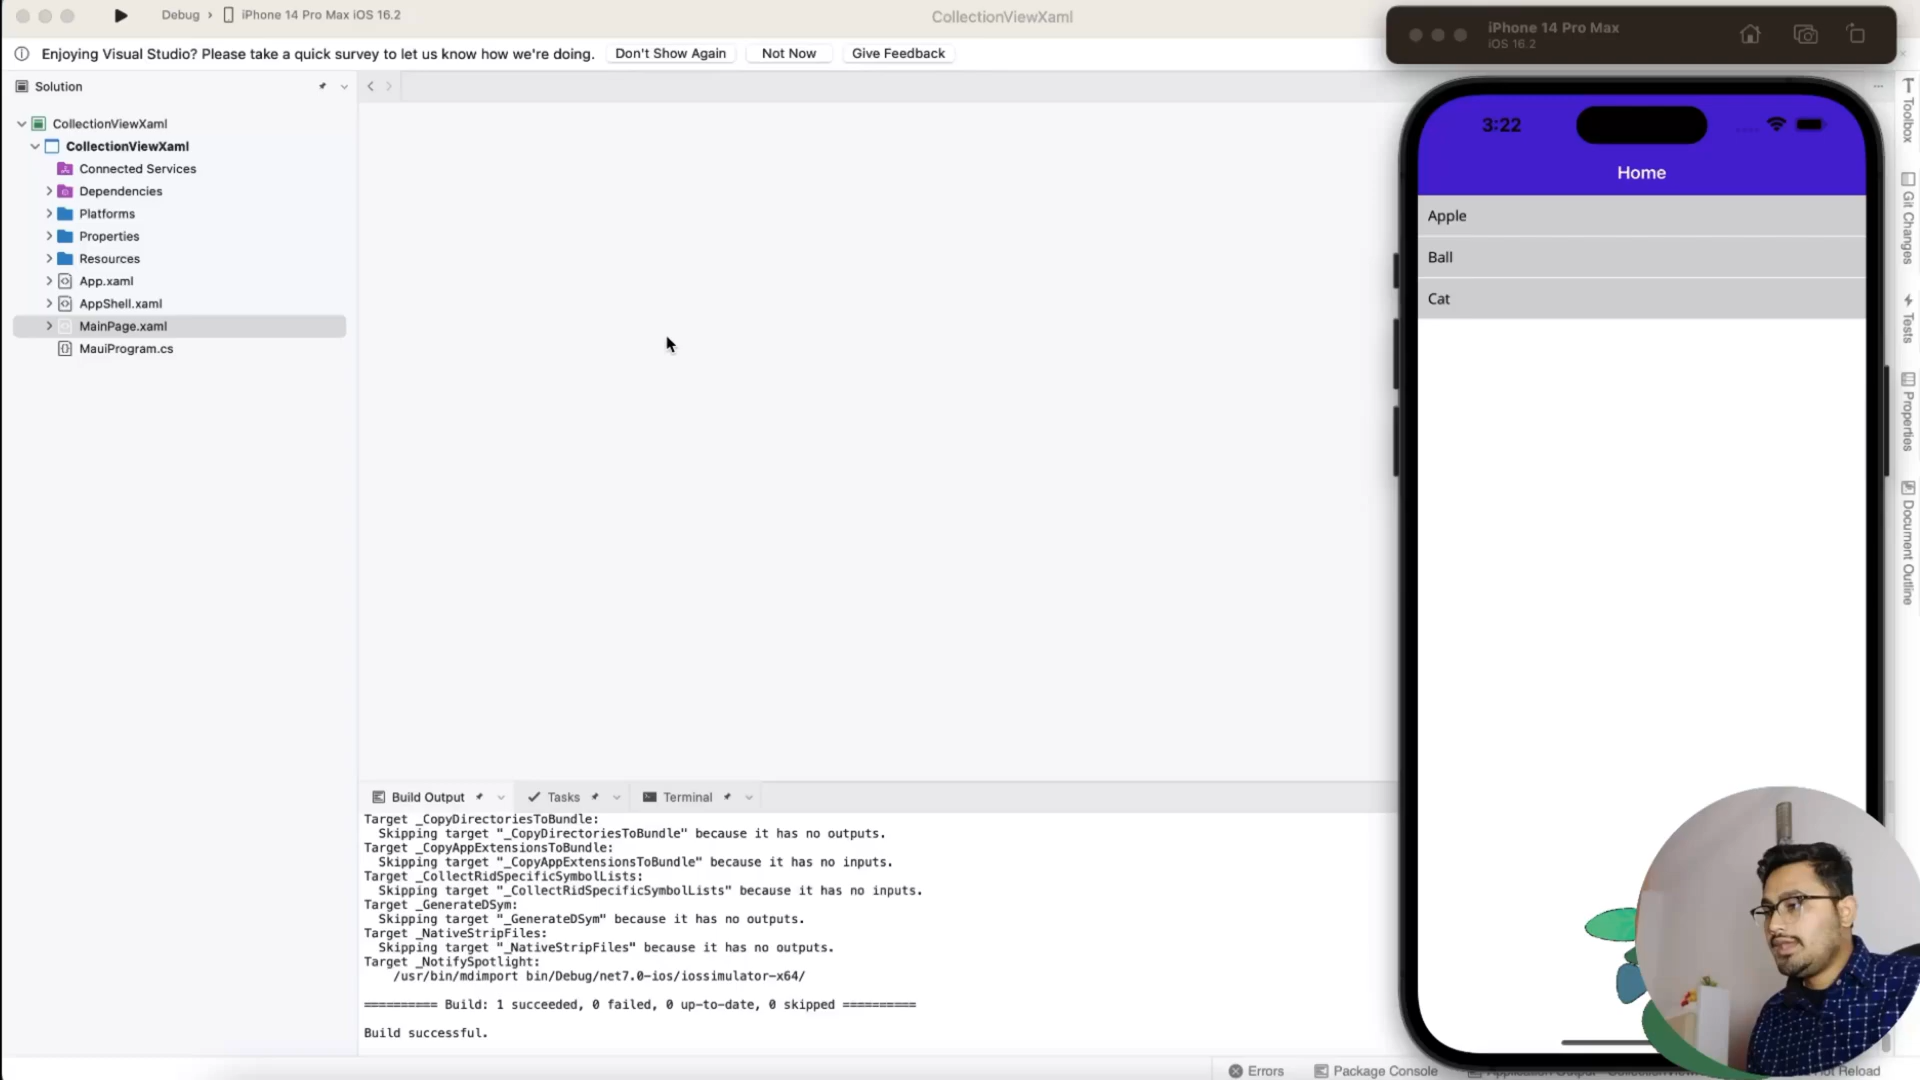 Debug › iPhone 14 Pro Max iOS 16.2
CollectionViewXaml
Enjoying Visual Studio? Please take a quick survey to let us know how we're doing.
Don't Show Again
Not Now
Give Feedback
Solution
CollectionViewXaml
CollectionViewXaml
Connected Services
Dependencies
Platforms
Properties
Resources
App.xaml
AppShell.xaml
MainPage.xaml
MauiProgram.cs
Build Output
Tasks
Terminal
Target _CopyDirectoriesToBundle:
Skipping target "_CopyDirectoriesToBundle" because it has no outputs.
Target _CopyAppExtensionsToBundle:
Skipping target "_CopyAppExtensionsToBundle" because it has no inputs.
Target _CollectRidSpecificSymbolLists:
Skipping target "_CollectRidSpecificSymbolLists" because it has no inputs.
Target _GenerateDSym:
Skipping target "_GenerateDSym" because it has no outputs.
Target _NativeStripFiles:
Skipping target "_NativeStripFiles" because it has no outputs.
Target _NotifySpotlight:
/usr/bin/mdimport bin/Debug/net7.0-ios/iossimulator-x64/
========== Build: 1 succeeded, 0 failed, 0 up-to-date, 0 skipped ==========
Build successful.
iPhone 14 Pro Max
iOS 16.2
3:22
Home
Apple
Ball
Cat
Toolbox
Git Changes
Tests
Properties
Document Outline
Errors
Package Console
Reload